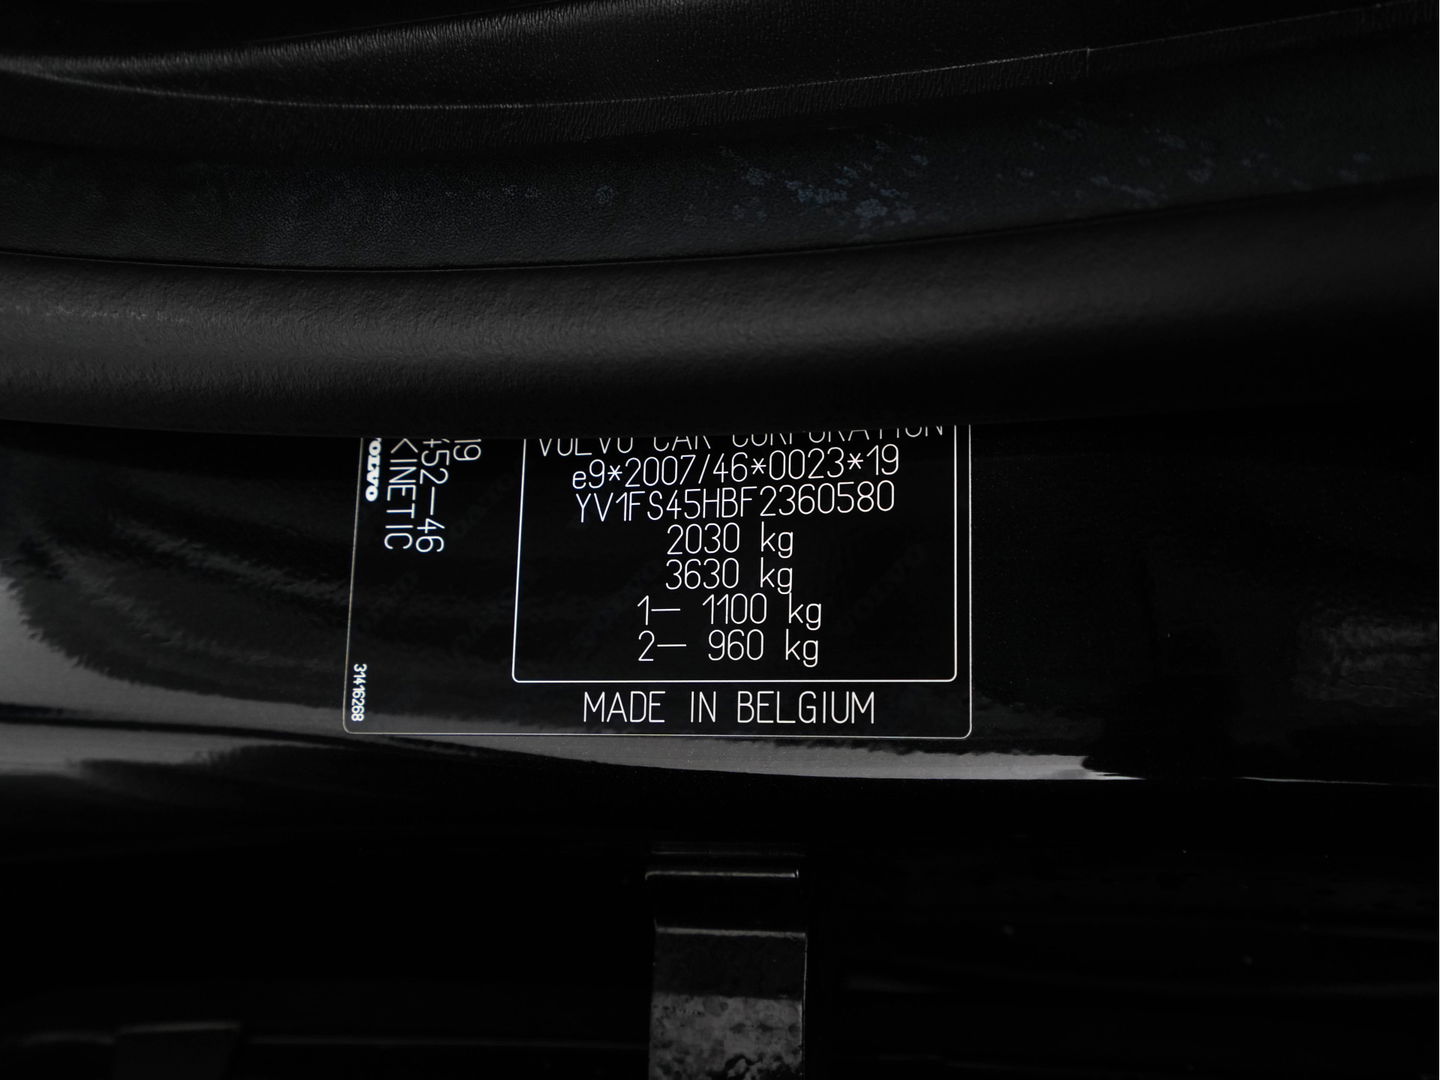 VOLVO CAR CORPORATION
e9*2007/46*0023*19
YV1FS45HBF2360580
2030 kg
3630 kg
1– 1100 kg
2– 960 kg
MADE IN BELGIUM
19
452–46
KINETIC
VOLVO
31416268